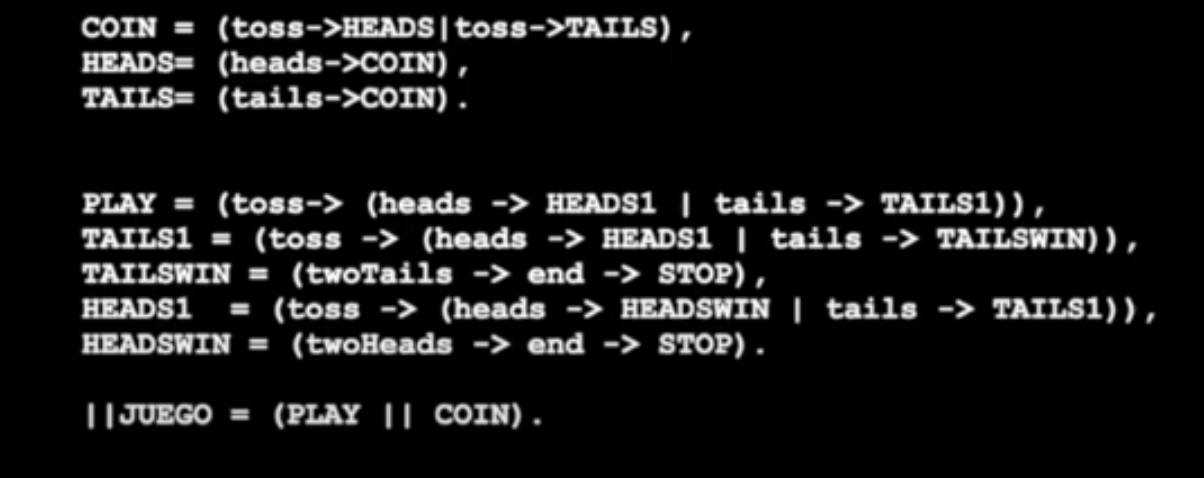 COIN = (toss->HEADS|toss->TAILS),
HEADS= (heads->COIN),
TAILS= (tails->COIN).
PLAY = (toss-> (heads -> HEADS1 | tails -> TAILS1)),
TAILS1 = (toss -> (heads -> HEADS1 | tails -> TAILSWIN)),
TAILSWIN = (twoTails -> end -> STOP),
HEADS1  = (toss -> (heads -> HEADSWIN | tails -> TAILS1)),
HEADSWIN = (twoHeads -> end -> STOP).
||JUEGO = (PLAY || COIN).